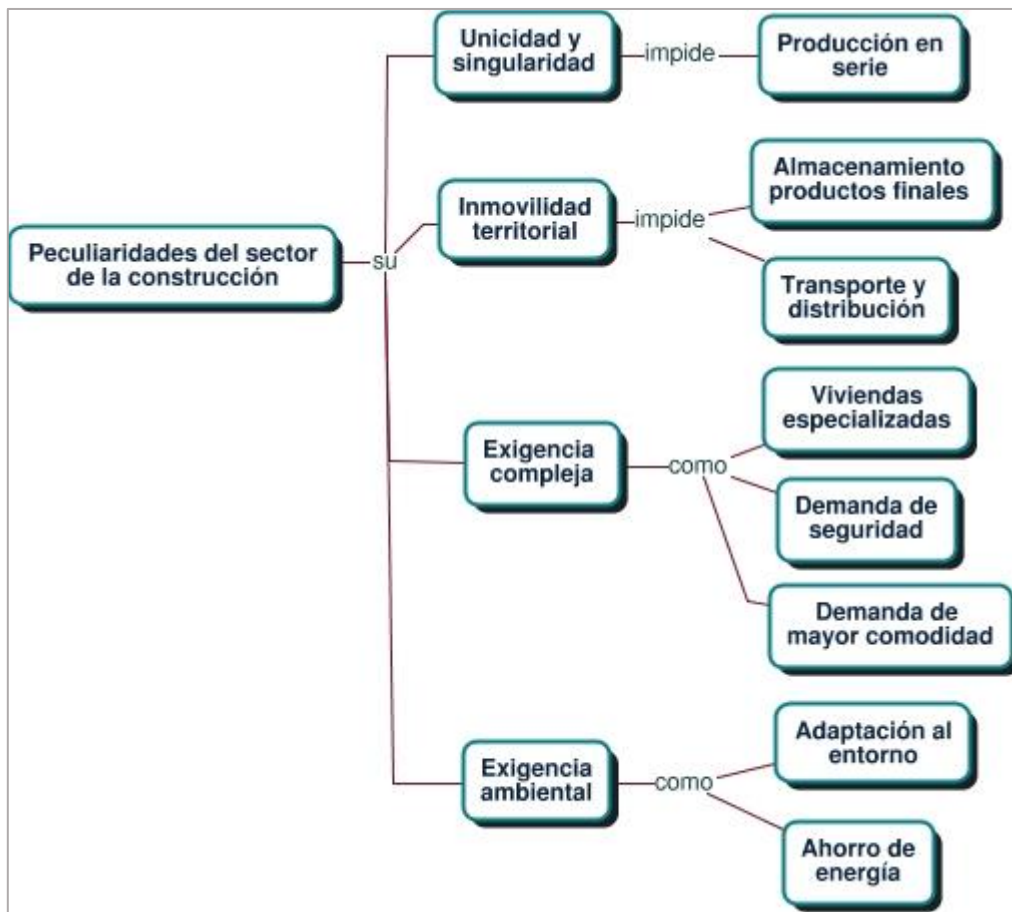 Peculiaridades del sector
de la construcción
su
Unicidad y
singularidad
impide
Producción en
serie
Inmovilidad
territorial
impide
Almacenamiento
productos finales
Transporte y
distribución
Exigencia
compleja
como
Viviendas
especializadas
Demanda de
seguridad
Demanda de
mayor comodidad
Exigencia
ambiental
como
Adaptación al
entorno
Ahorro de
energía